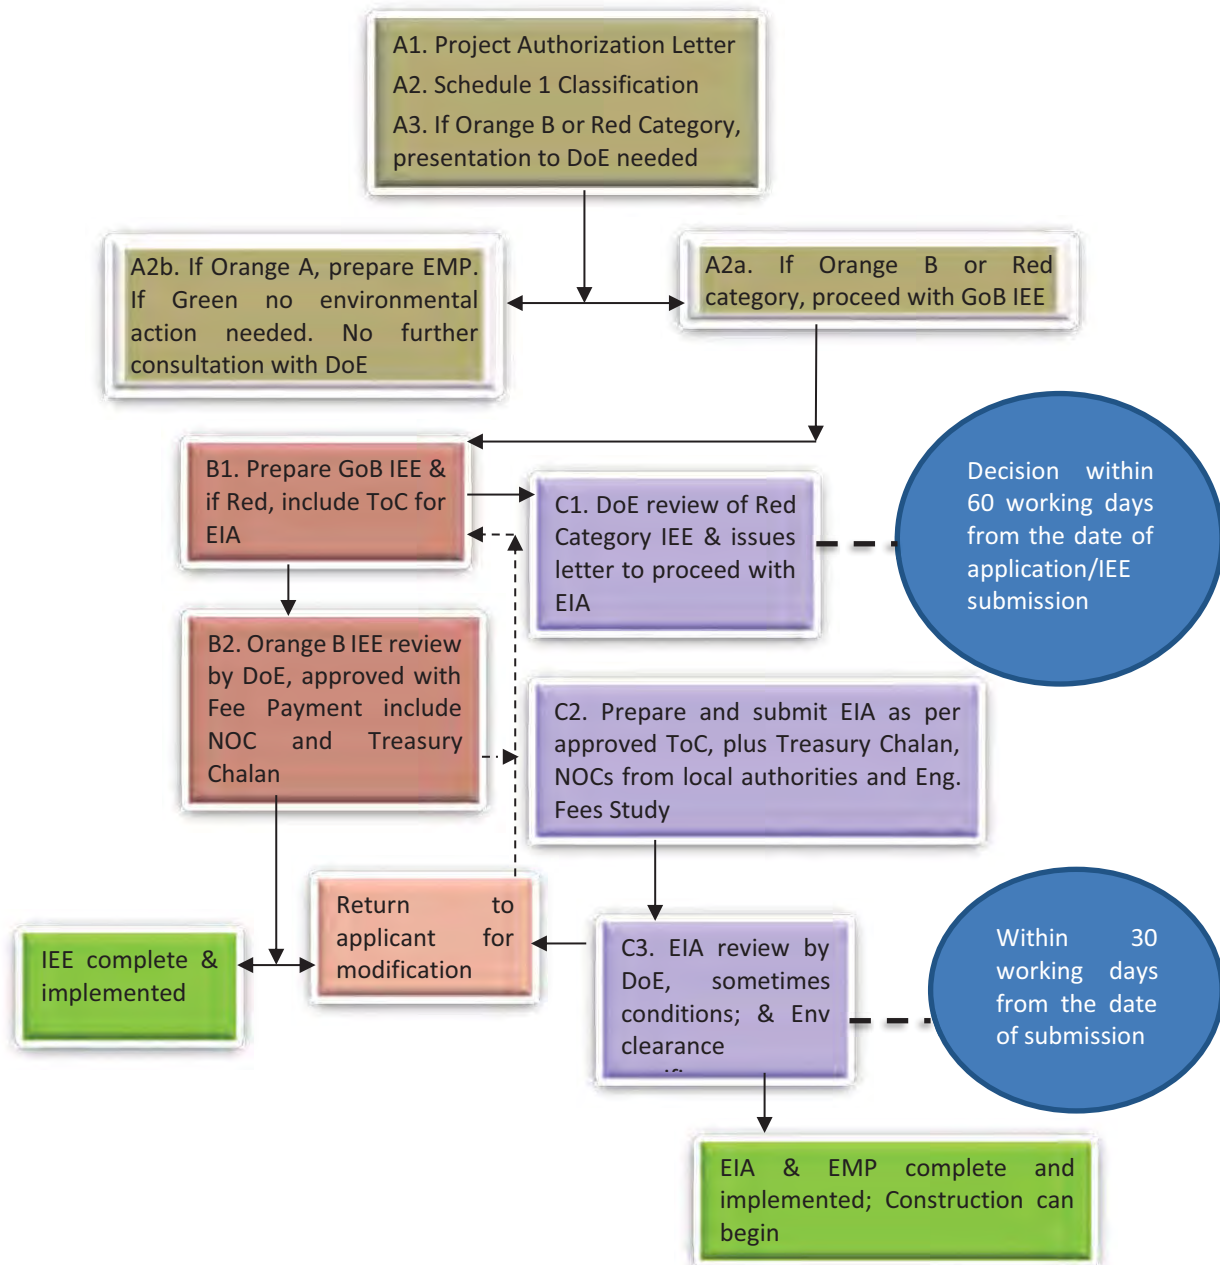 A1. Project Authorization Letter
A2. Schedule 1 Classification
A3. If Orange B or Red Category,
presentation to DoE needed
A2b. If Orange A, prepare EMP.
If Green no environmental
action needed. No further
consultation with DoE
A2a. If Orange B or Red
category, proceed with GoB IEE
B1. Prepare GoB IEE &
if Red, include ToC for
EIA
C1. DoE review of Red
Category IEE & issues
letter to proceed with
EIA
Decision within
60 working days
from the date of
application/IEE
submission
B2. Orange B IEE review
by DoE, approved with
Fee Payment include
NOC and Treasury
Chalan
C2. Prepare and submit EIA as per
approved ToC, plus Treasury Chalan,
NOCs from local authorities and Eng.
Fees Study
Return to
applicant for
modification
IEE complete &
implemented
C3. EIA review by
DoE, sometimes
conditions; & Env
clearance
Within 30
working days
from the date
of submission
EIA & EMP complete and
implemented; Construction can
begin